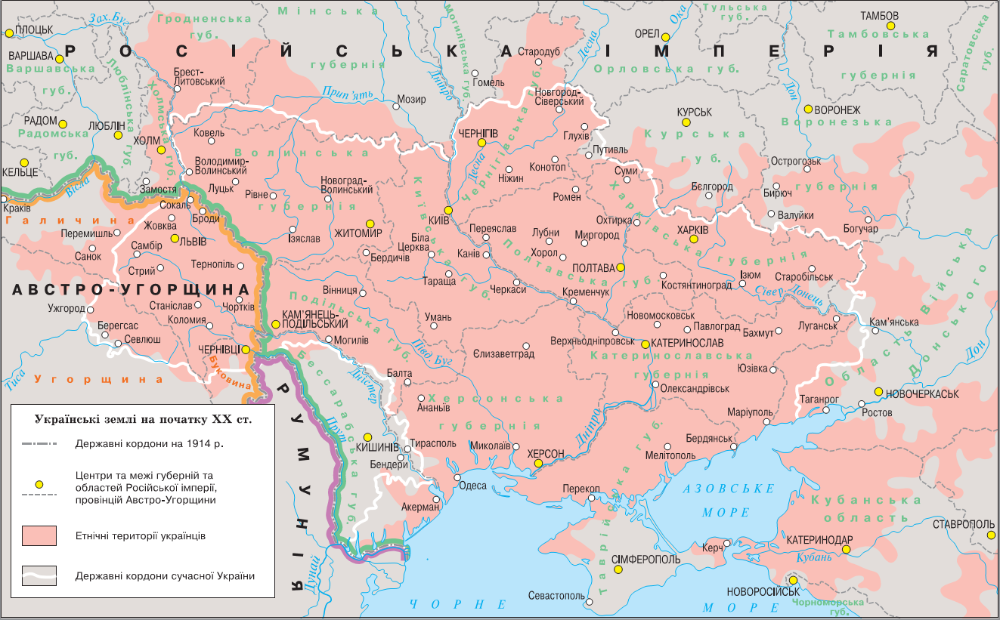 ПЛОЦЬК
Зах. Буг
Гродненська
губ.
Мінська
губернія
Могилівська губ.
Десна
Ока
ОРЕЛ
Тульська
губ.
ТАМБОВ
Тамбовська
губернія
Саратовська
губ.
РОСІЙСЬКА ІМПЕРІЯ
ВАРШАВА
Варшавська
губ.
Люблінська губ.
Холмська губ.
Брест-
Литовський
Прип’ять
Мозир
Дніпро
Гомель
Стародуб
Новгород-
Сіверський
Орловська губ.
Дон
ВОРОНЕЖ
Воронезька
губернія
РАДОМ
Радомська
губ.
ЛЮБЛІН
ХОЛМ
КЕЛЬЦЕ
Вісла
Замостя
Ковель
Волинська
губернія
Володимир-
Волинський
Луцьк
Рівне
Новоград-
Волинський
ЧЕРНІГІВ
Чернігівська губ.
Десна
Глухів
Путивль
Конотоп
Ніжин
Ромен
Суми
КУРСЬК
Курська
губ.
Бєлгород
Острогозьк
Бирюч
Валуйки
Богучар
Краків
Галичина
Перемишль
Санок
Сокаль
Жовква
Броди
ЛЬВІВ
Самбір
Стрий
Тернопіль
Ізяслав
ЖИТОМИР
Бердичів
Київська губ.
КИЇВ
Біла
Церква
Переяслав
Канів
Тараща
Черкаси
Лубни
Хорол
Миргород
Полтавська губ.
ПОЛТАВА
Кременчук
Охтирка
ХАРКІВ
Харківська губернія
Костянтиноград
Ізюм
Старобільськ
Сівер. Донець
АВСТРО-УГОРЩИНА
Ужгород
Берегсас
Севлюш
Станіслав
Коломия
Чортків
ЧЕРНІВЦІ
Буковина
Угорщина
Тиса
КАМ’ЯНЕЦЬ-
ПОДІЛЬСЬКИЙ
Подільська губ.
Вінниця
Могилів
Умань
Півд. Буг
Єлизаветград
Верхньодніпровськ
Новомосковськ
Павлоград
Бахмут
Луганськ
Кам’янська
КАТЕРИНОСЛАВ
Катеринославська
губернія
Юзівка
Олександрівськ
Область Війська Донського
Дон
НОВОЧЕРКАСЬК
Ростов
Таганрог
Маріуполь
Бердянськ
Мелітополь
Дніпро
Балта
Ананьїв
Херсонська
губернія
Дністер
Бессарабська губ.
Прут
КИШИНІВ
Тирасполь
Бендери
Миколаїв
ХЕРСОН
Одеса
Акерман
Перекоп
Таврійська губ.
АЗОВСЬКЕ
МОРЕ
Кубанська
область
СТАВРОПОЛЬ
КАТЕРИНОДАР
Кубань
Керч
СІМФЕРОПОЛЬ
Севастополь
НОВОРОСІЙСЬК
Чорноморська
губ.
ЧОРНЕ МОРЕ
РУМУНІЯ
Дунай
Українські землі на початку XX ст.
Державні кордони на 1914 р.
Центри та межі губерній та
областей Російської імперії,
провінцій Австро-Угорщини
Етнічні території українців
Державні кордони сучасної України